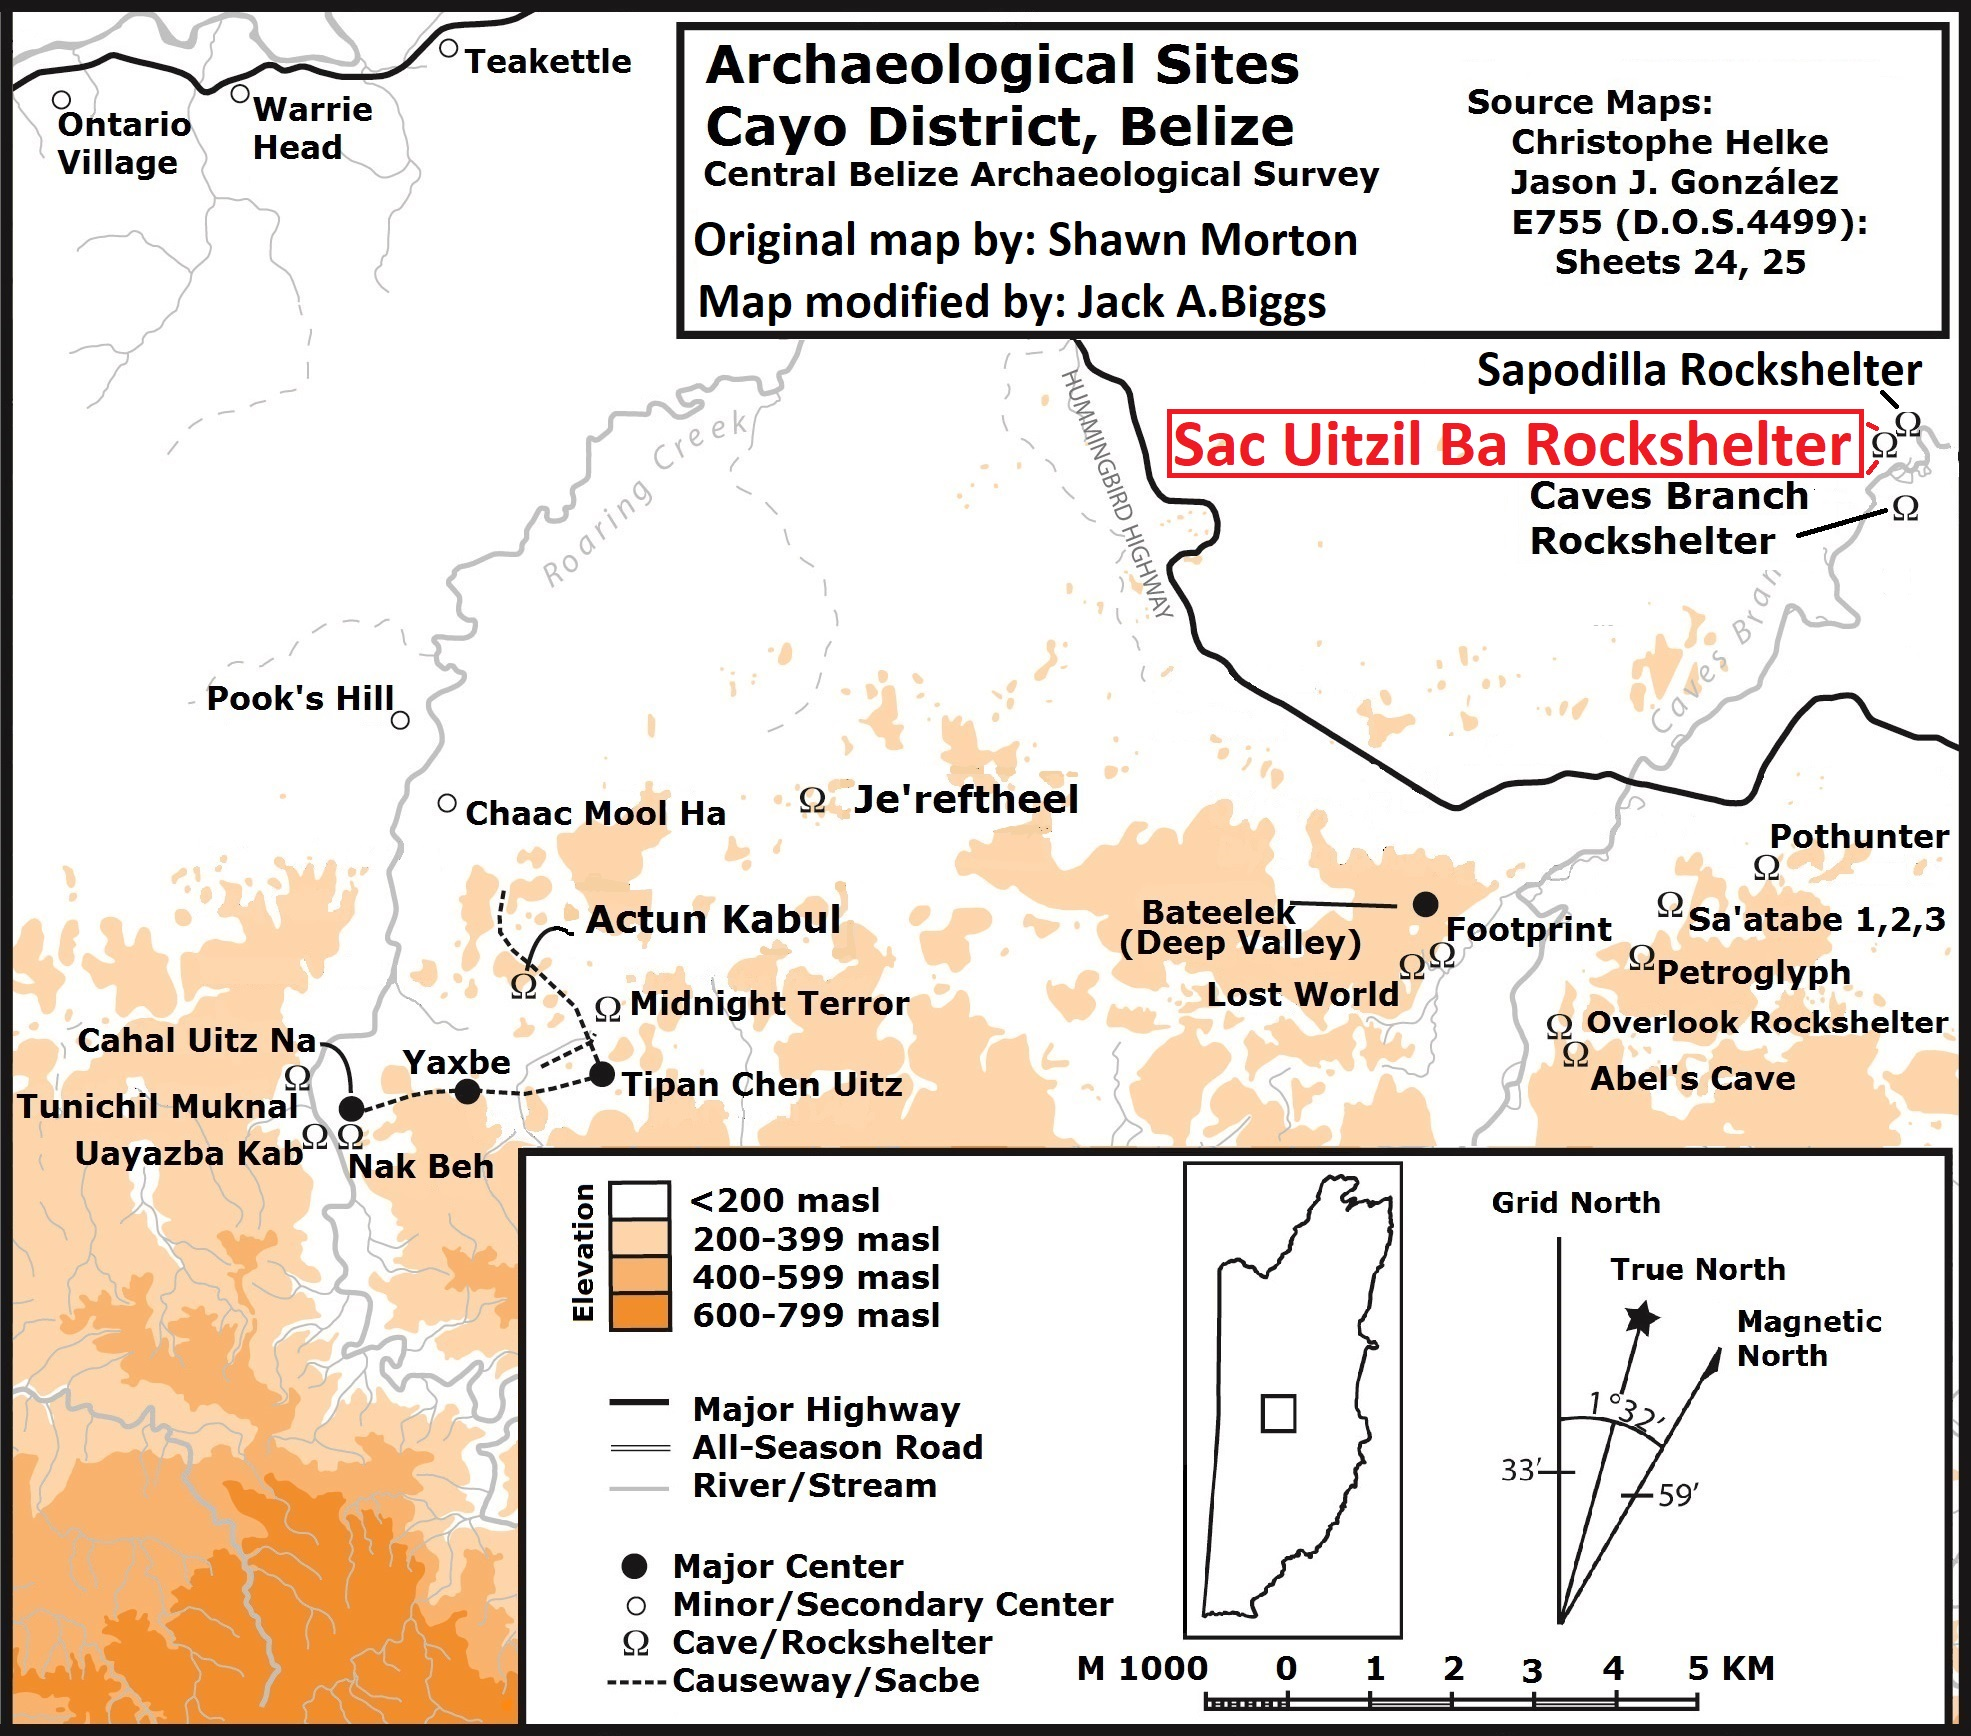 Teakettle
Ontario
Village
Warrie
Head
Archaeological Sites
Cayo District, Belize
Central Belize Archaeological Survey
Original map by: Shawn Morton
Map modified by: Jack A.Biggs
Source Maps:
Christophe Helke
Jason J. González
E755 (D.O.S.4499):
Sheets 24, 25
Sapodilla Rockshelter
Sac Uitzil Ba Rockshelter
Caves Branch
Rockshelter
HUMMINGBIRD HIGHWAY
Roaring Creek
Caves Bran
Pook's Hill
Chaac Mool Ha
Je'reftheel
Pothunter
Actun Kabul
Bateelek
(Deep Valley)
Footprint
Sa'atabe 1,2,3
Petroglyph
Lost World
Midnight Terror
Overlook Rockshelter
Abel's Cave
Cahal Uitz Na
Yaxbe
Tipan Chen Uitz
Tunichil Muknal
Uayazba Kab
Nak Beh
Elevation
<200 masl
200-399 masl
400-599 masl
600-799 masl
Major Highway
All-Season Road
River/Stream
Major Center
Minor/Secondary Center
Ω Cave/Rockshelter
Causeway/Sacbe
Grid North
True North
Magnetic
North
1°32'
33'
59'
M 1000 0 1 2 3 4 5 KM